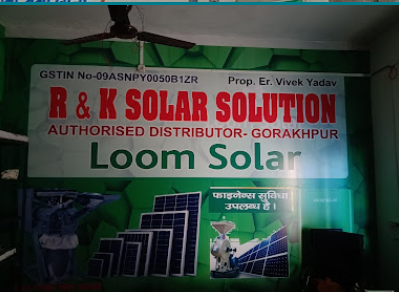 GSTIN No-09ASNPY0050B1ZR Prop. Er. Vivek Yadav
R & K SOLAR SOLUTION
AUTHORISED DISTRIBUTOR- GORAKHPUR
Loom Solar
फाइनेन्स सुविधा
उपलब्ध है।